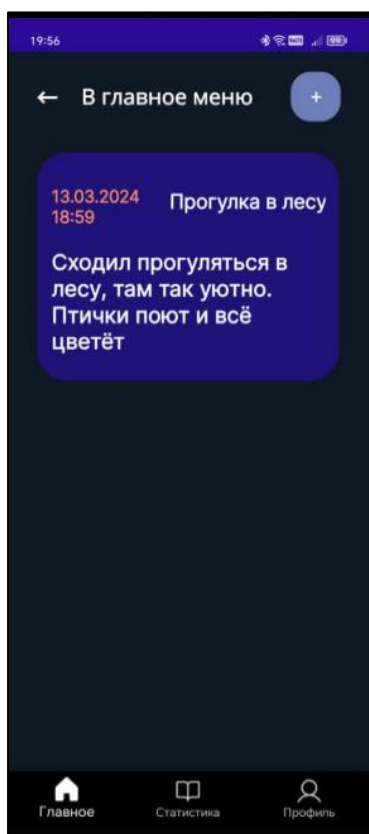 19:56
В главное меню
+
13.03.2024
18:59
Прогулка в лесу
Сходил прогуляться в
лесу, там так уютно.
Птички поют и всё
цветёт
Главное
Статистика
Профиль